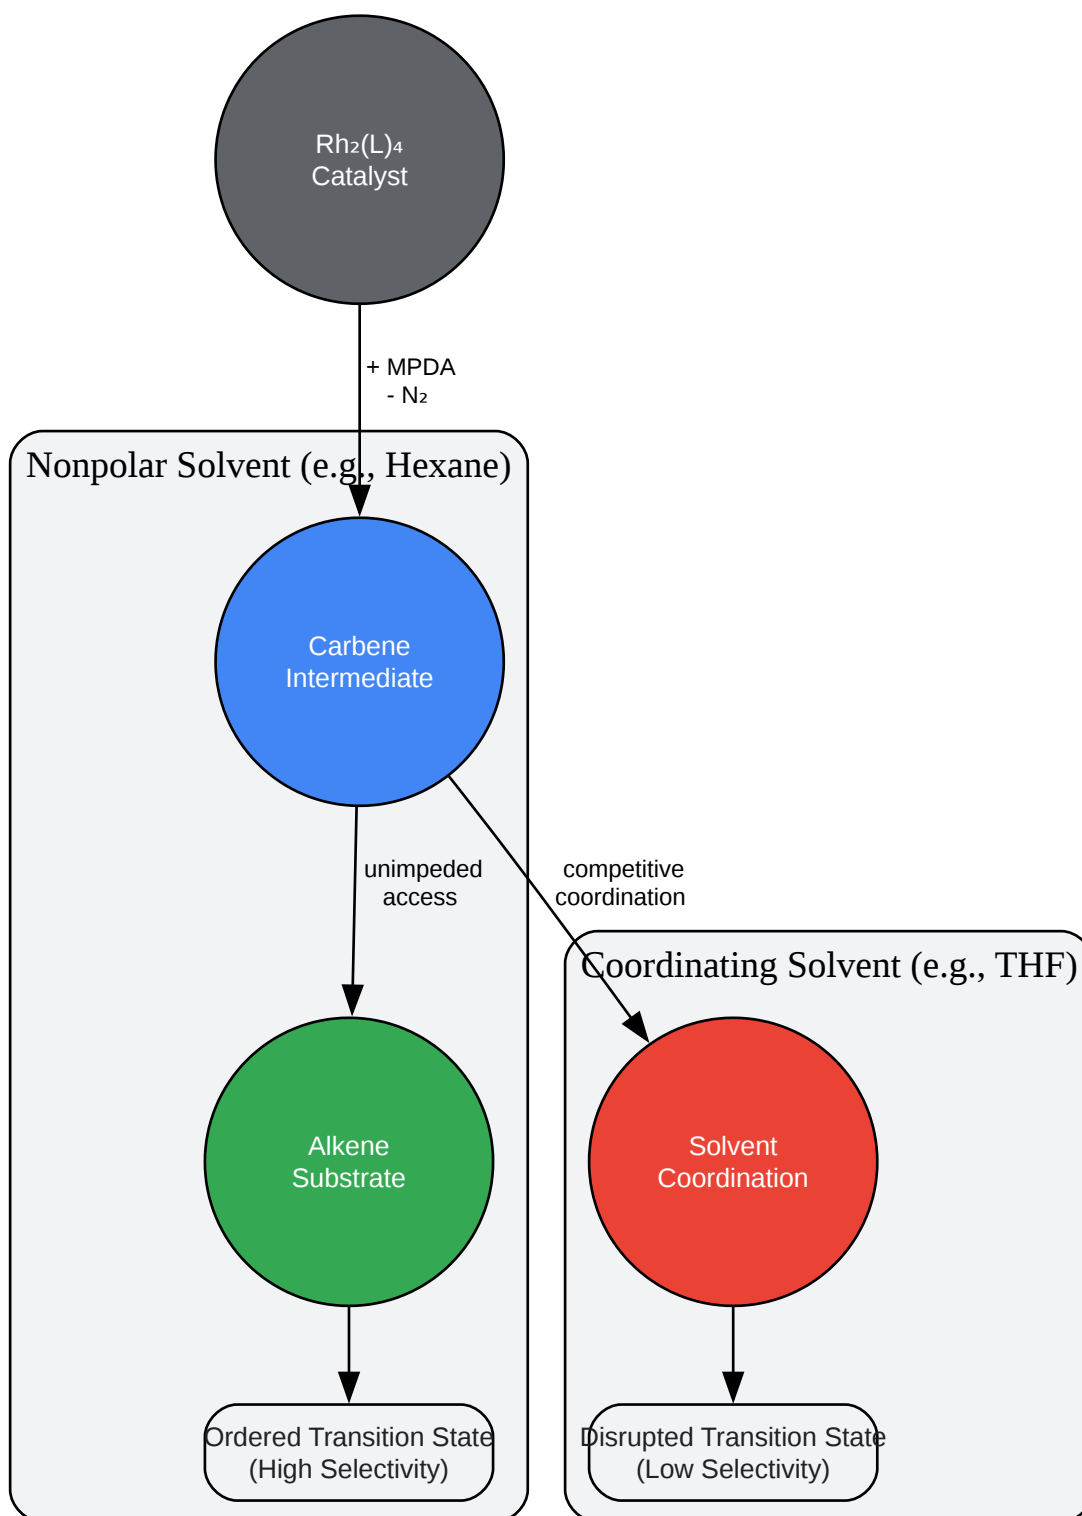 Rh₂(L)₄
Catalyst
+ MPDA
- N₂
Nonpolar Solvent (e.g., Hexane)
Carbene
Intermediate
unimpeded
access
competitive
coordination
Coordinating Solvent (e.g., THF)
Alkene
Substrate
Solvent
Coordination
Ordered Transition State
(High Selectivity)
Disrupted Transition State
(Low Selectivity)